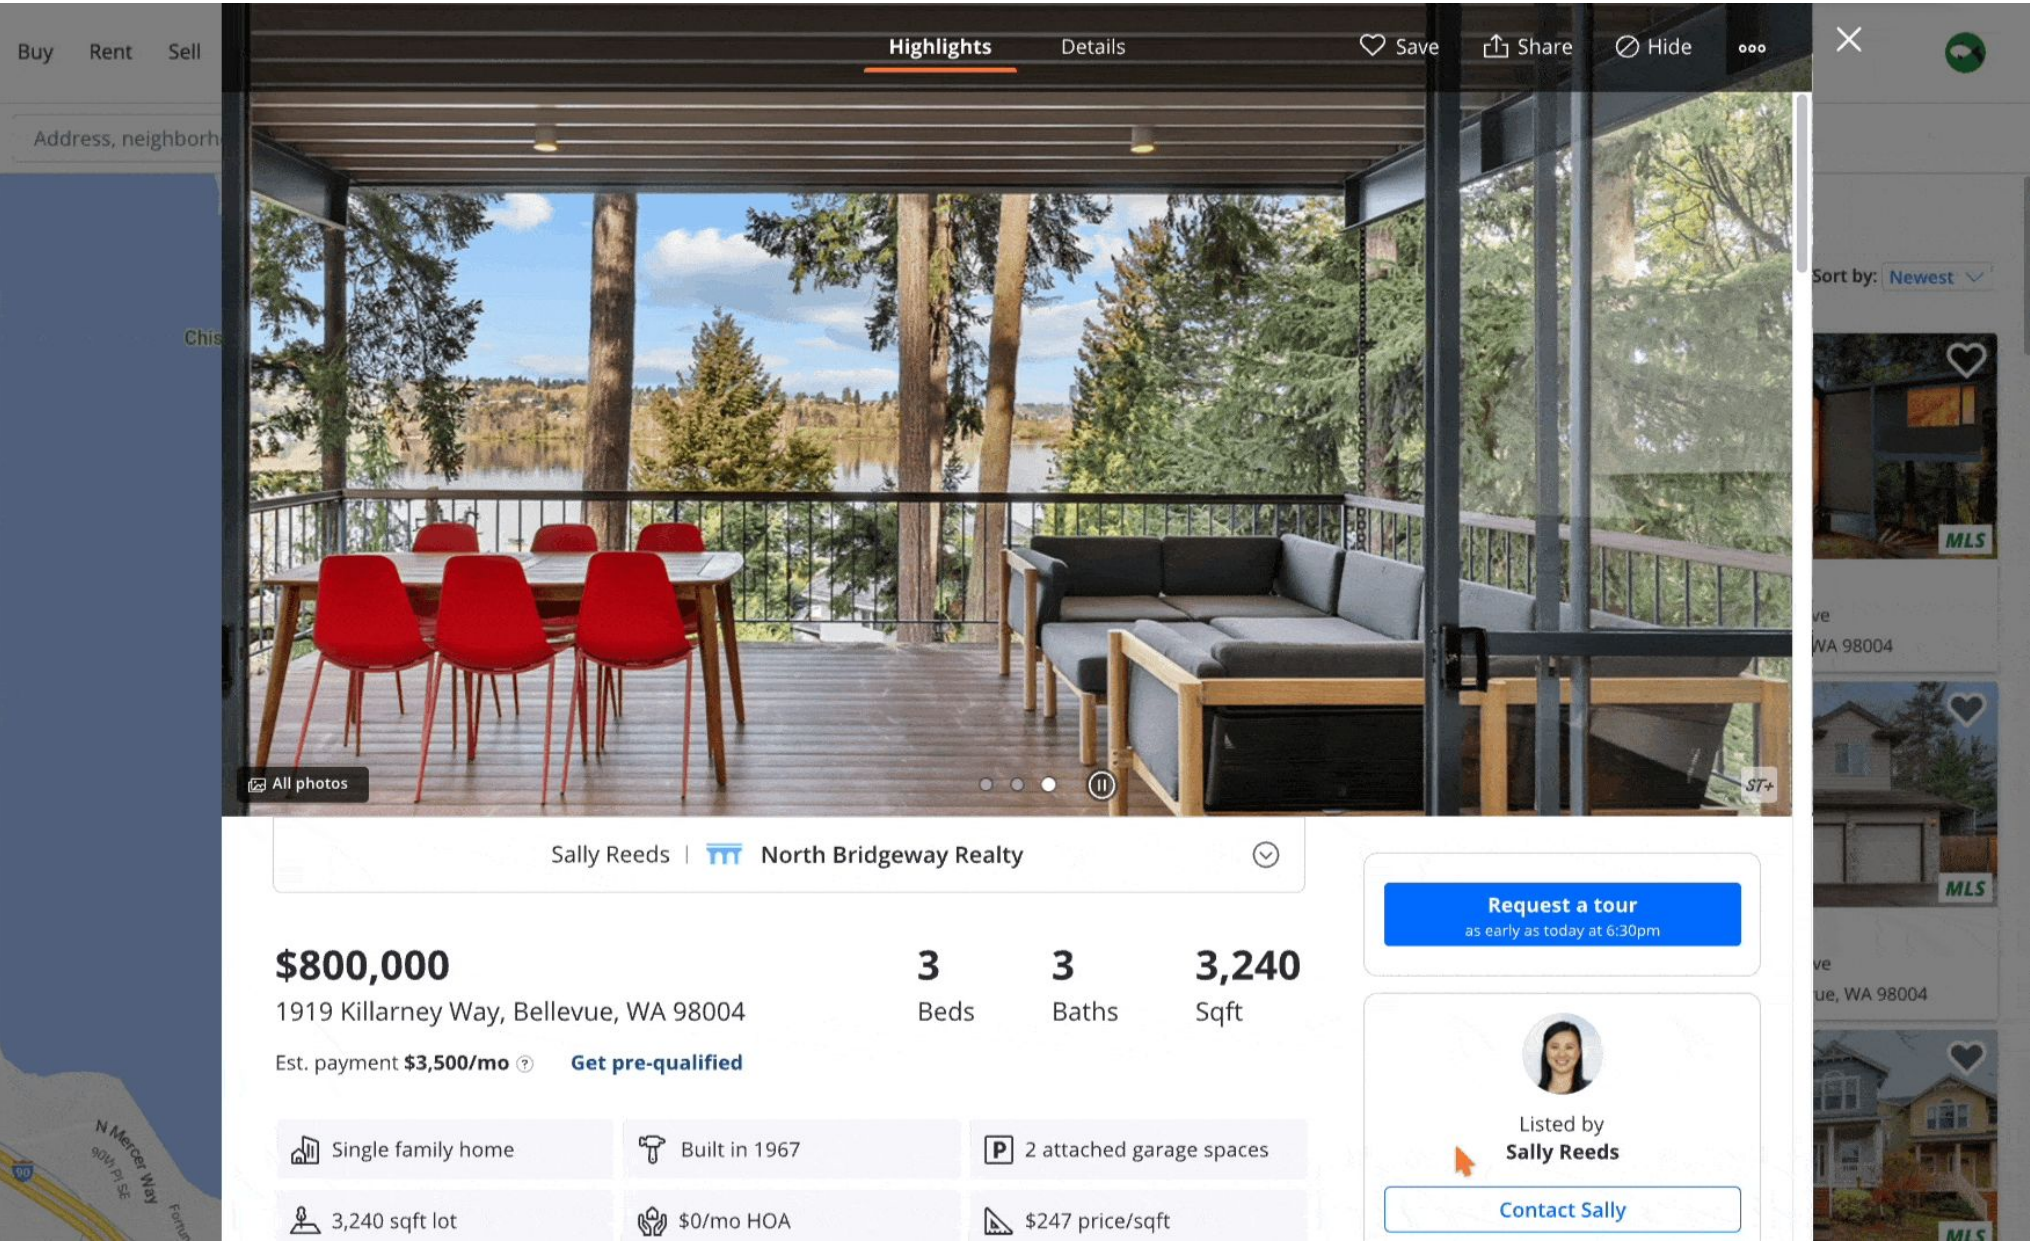 Buy Rent Sell
Highlights Details Save Share Hide
Address, neighborh
Chis
Sort by: Newest
MLS
ve
WA 98004
MLS
ve
ue, WA 98004
MLS
All photos
ST+
Sally Reeds | North Bridgeway Realty
$800,000
1919 Killarney Way, Bellevue, WA 98004
Est. payment $3,500/mo ?
Get pre-qualified
3
Beds
3
Baths
3,240
Sqft
Request a tour
as early as today at 6:30pm
Listed by
Sally Reeds
Contact Sally
Single family home
Built in 1967
P 2 attached garage spaces
3,240 sqft lot
$0/mo HOA
$247 price/sqft
N Mercer Way
90th Pl SE
90